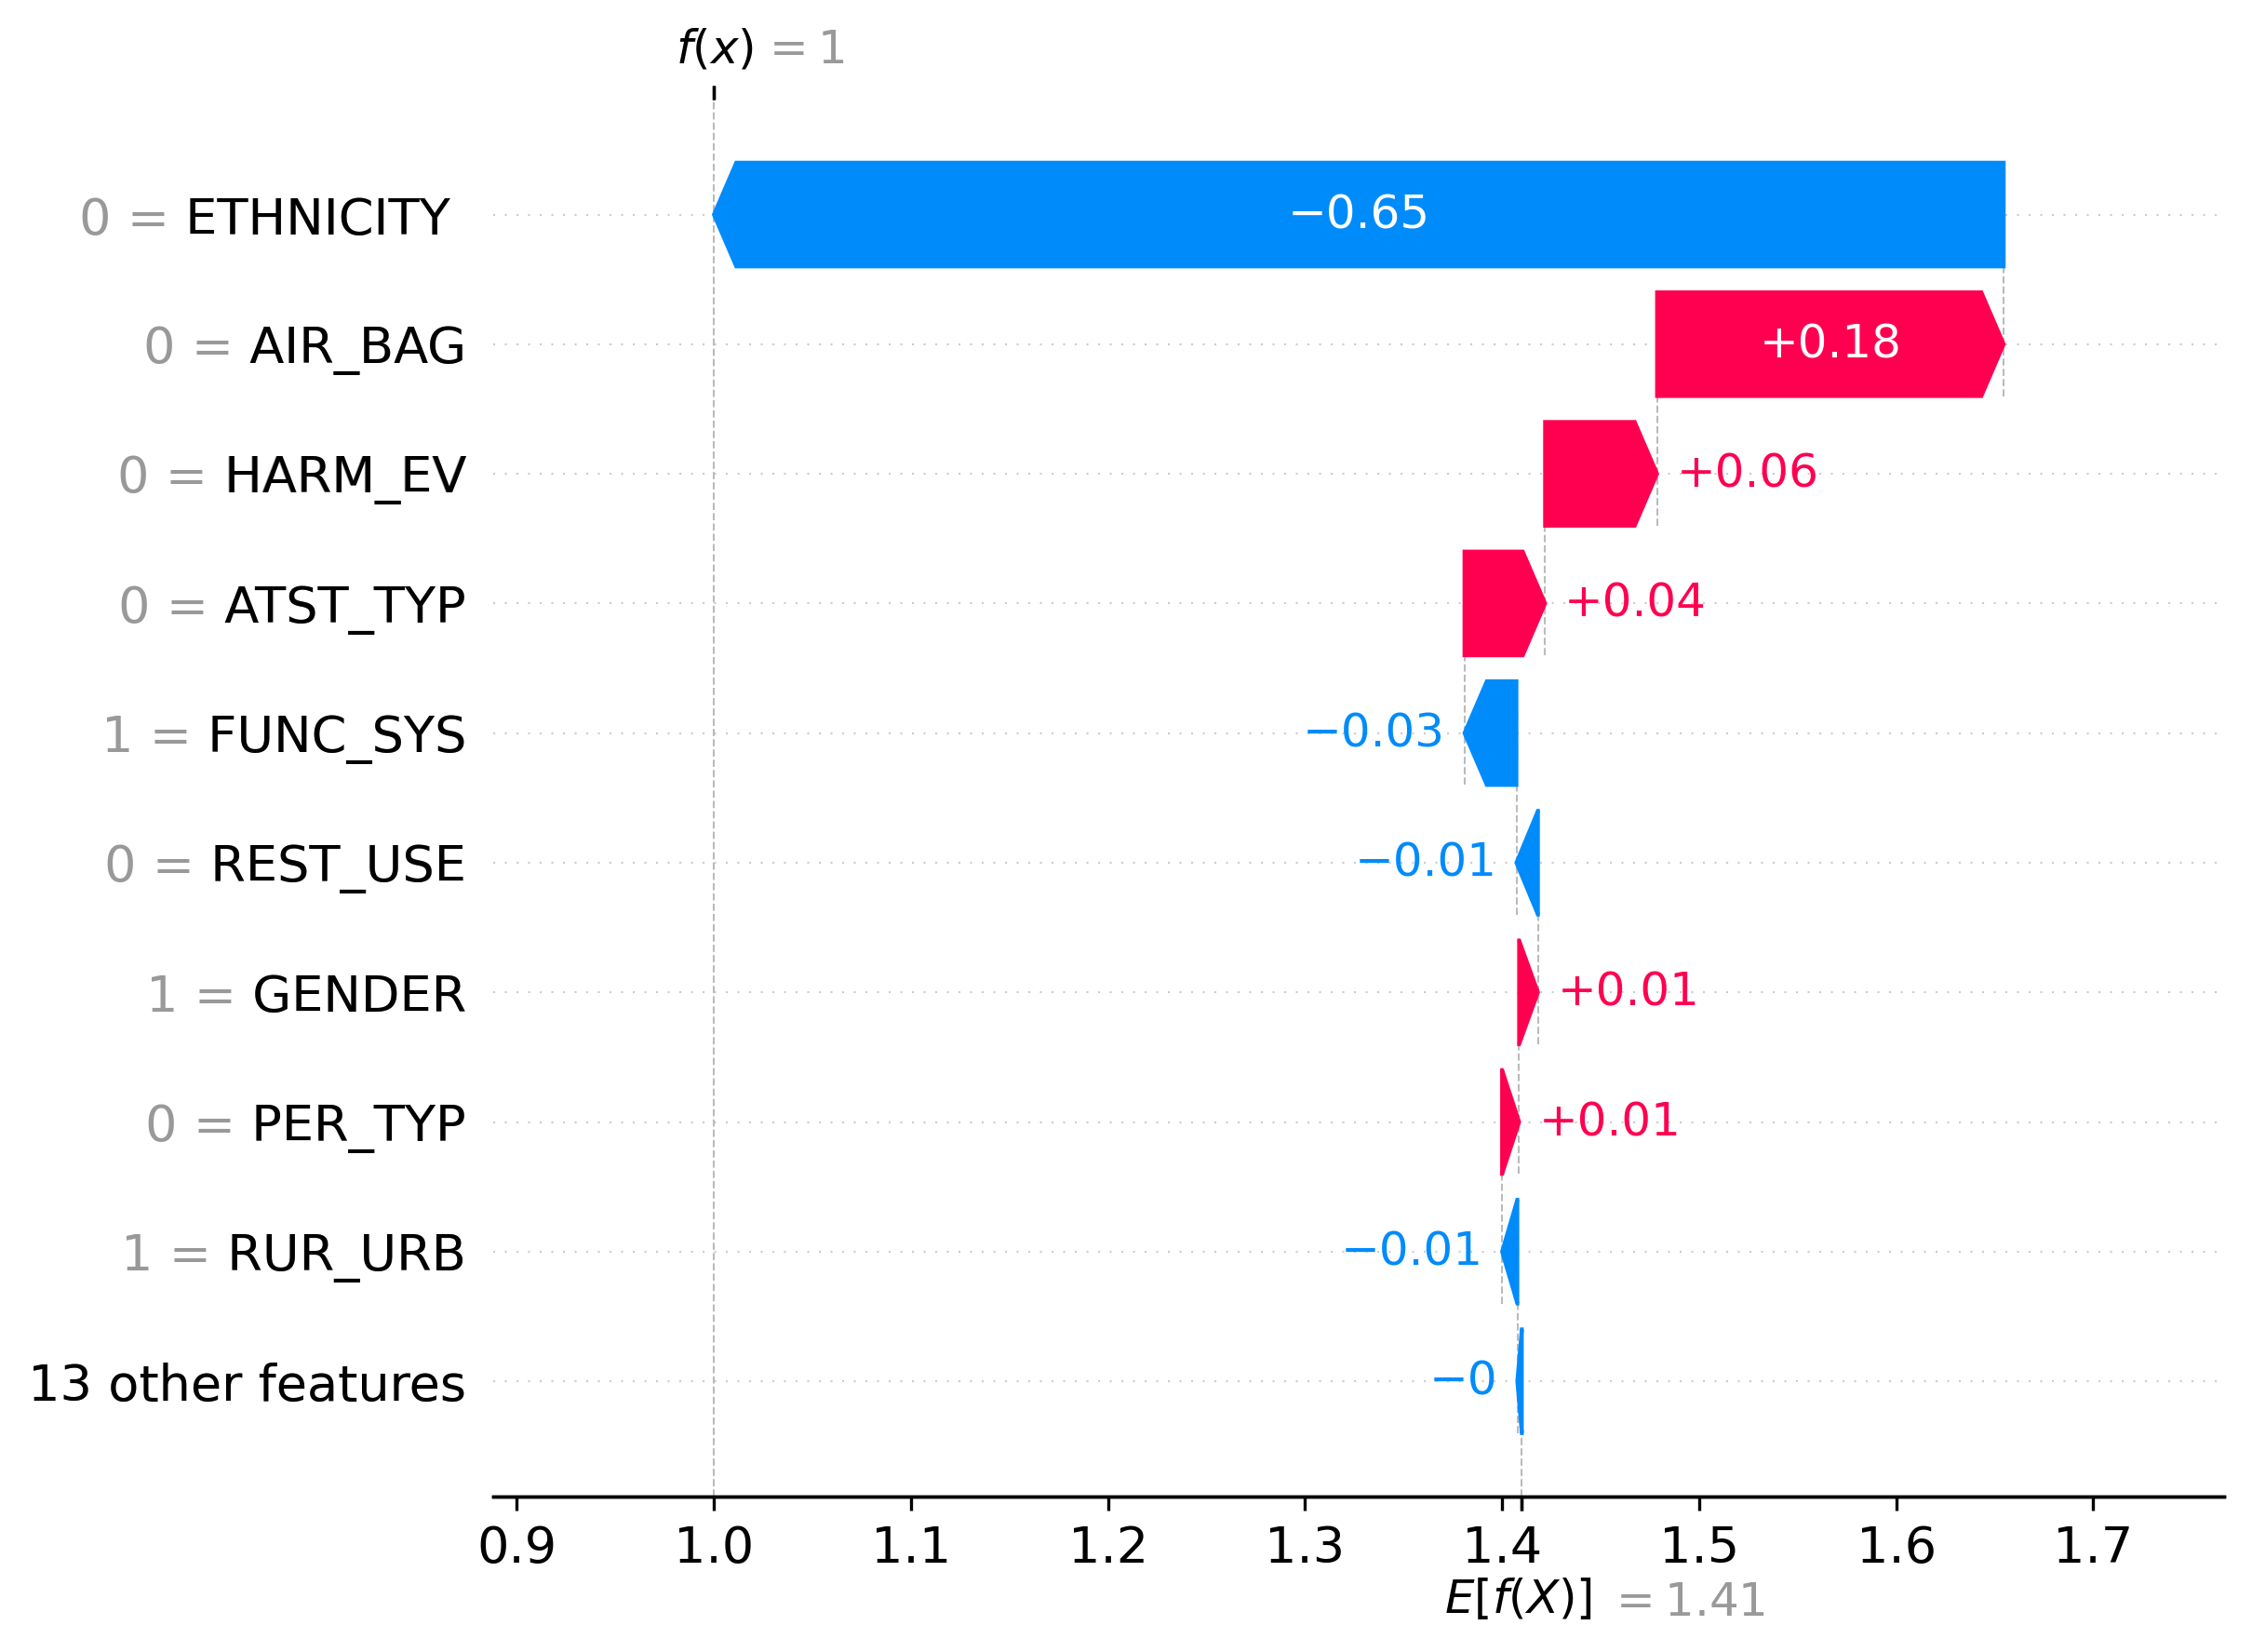 f(x) = 1
0 = ETHNICITY
−0.65
0 = AIR_BAG
+0.18
0 = HARM_EV
+0.06
0 = ATST_TYP
+0.04
1 = FUNC_SYS
−0.03
0 = REST_USE
−0.01
1 = GENDER
+0.01
0 = PER_TYP
+0.01
1 = RUR_URB
−0.01
13 other features
−0
0.9 1.0 1.1 1.2 1.3 1.4 1.5 1.6 1.7
E[f(X)] = 1.41